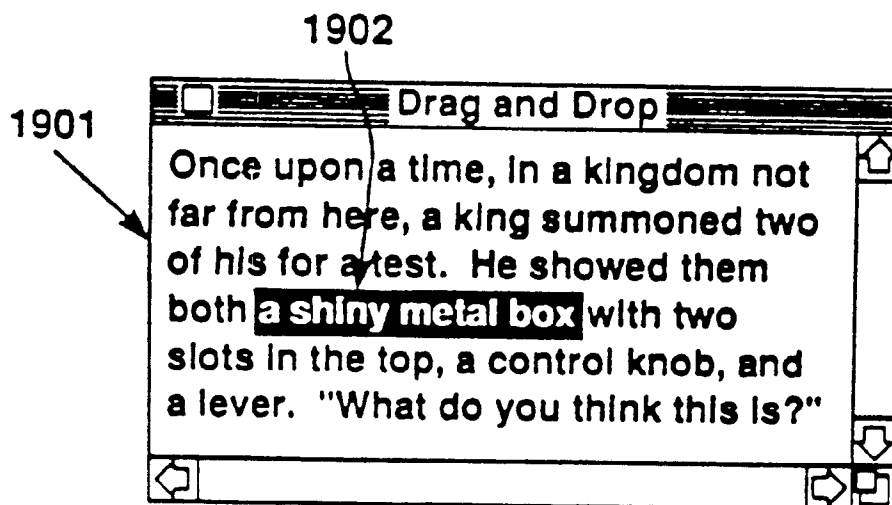 1902
1901
Drag and Drop
Once upon a time, in a kingdom not
far from here, a king summoned two
of his for a test. He showed them
both a shiny metal box with two
slots in the top, a control knob, and
a lever. "What do you think this is?"